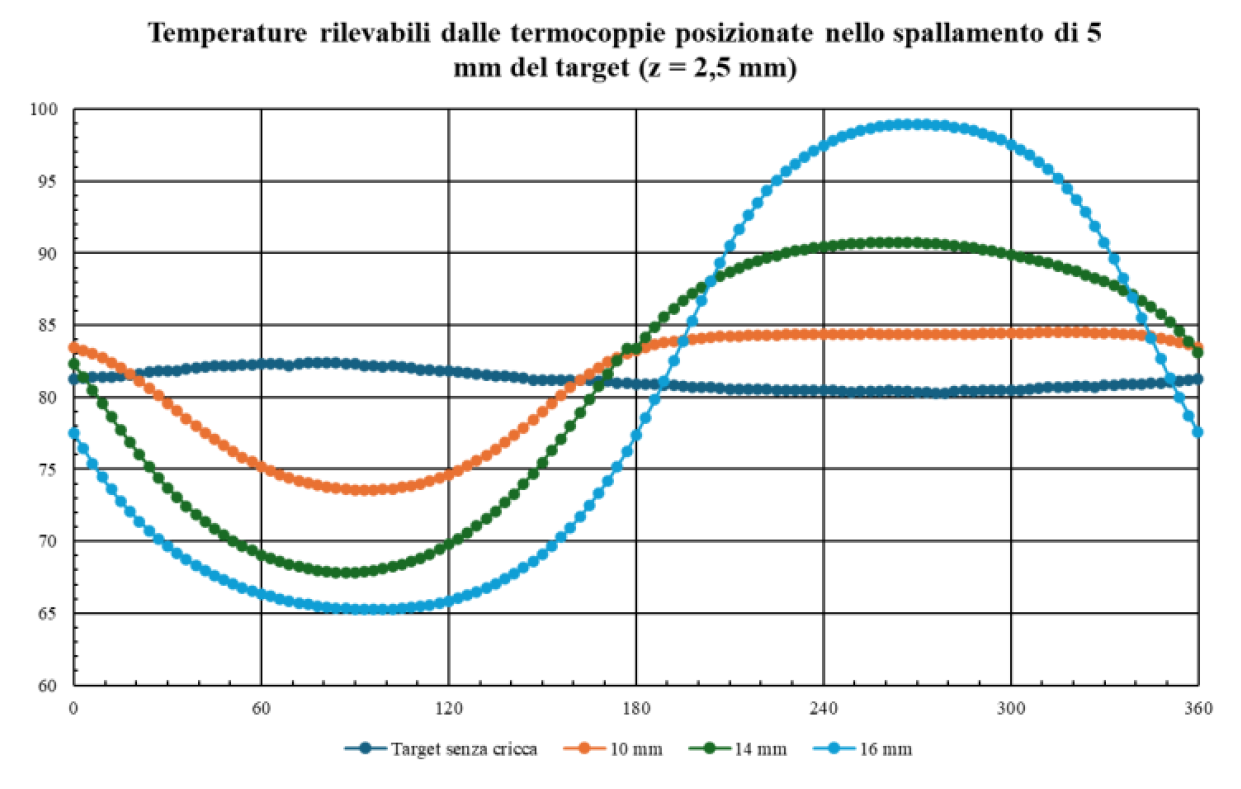 Temperature rilevabili dalle termocoppie posizionate nello spallamento di 5
mm del target (z = 2,5 mm)
100
95
90
85
80
75
70
65
60
0 60 120 180 240 300 360
Target senza cricca 10 mm 14 mm 16 mm